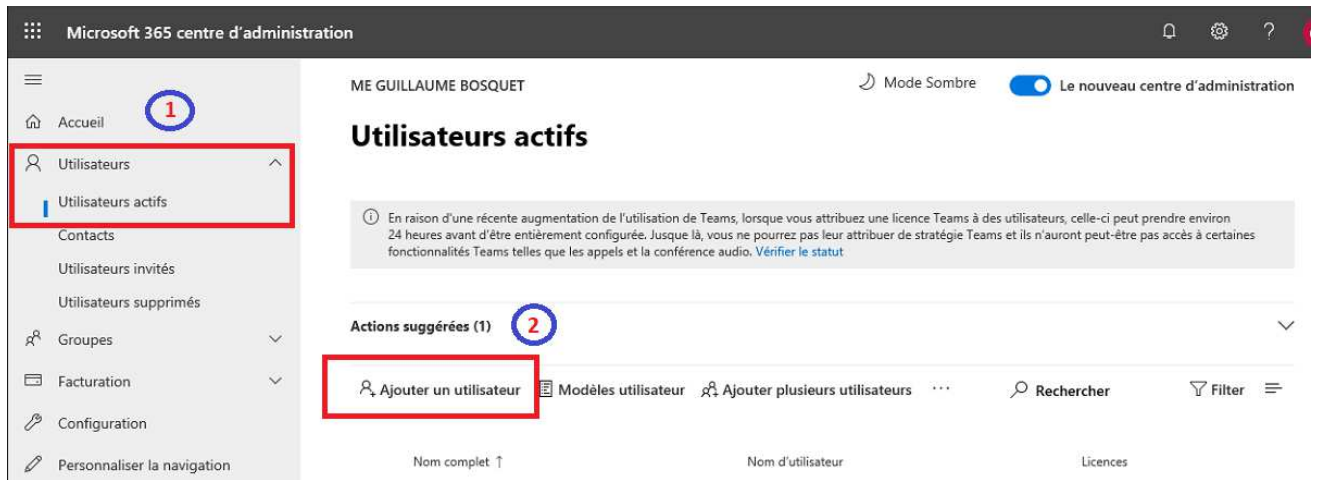 Microsoft 365 centre d'administration
?
ME GUILLAUME BOSQUET
Mode Sombre
Le nouveau centre d'administration
1
Accueil
Utilisateurs actifs
Utilisateurs
Utilisateurs actifs
Contacts
Utilisateurs invités
Utilisateurs supprimés
Groupes
Facturation
Configuration
Personnaliser la navigation
En raison d'une récente augmentation de l'utilisation de Teams, lorsque vous attribuez une licence Teams à des utilisateurs, celle-ci peut prendre environ
24 heures avant d'être entièrement configurée. Jusque là, vous ne pourrez pas leur attribuer de stratégie Teams et ils n'auront peut-être pas accès à certaines
fonctionnalités Teams telles que les appels et la conférence audio. Vérifier le statut
Actions suggérées (1)
2
Ajouter un utilisateur Modèles utilisateur Ajouter plusieurs utilisateurs ··· Rechercher Filter
Nom complet ↑ Nom d'utilisateur Licences